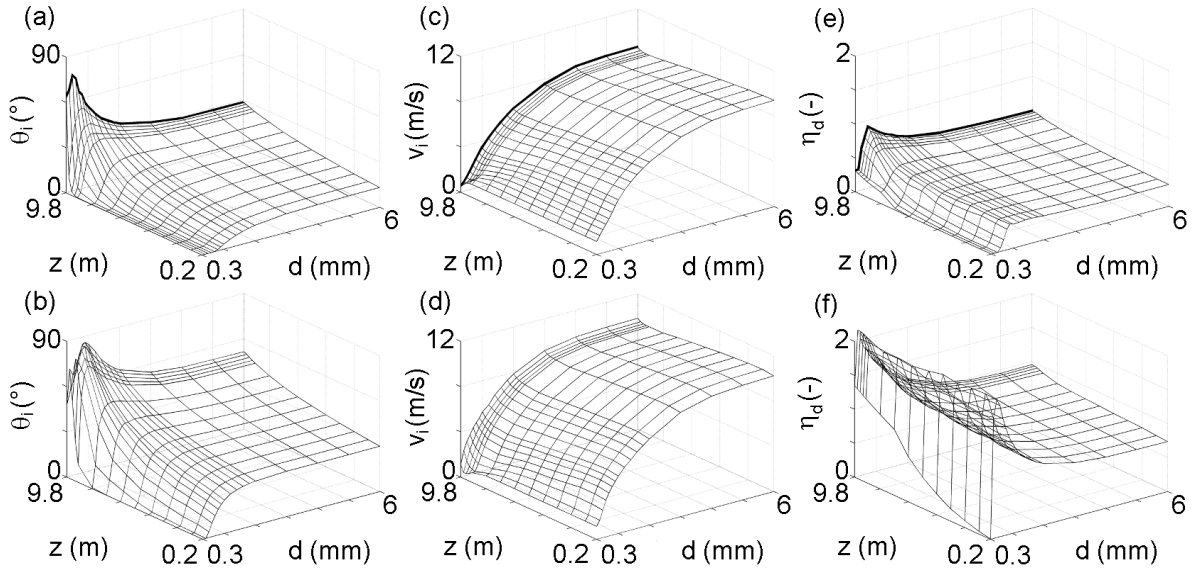 (a)
90
θi (°)
0
9.8
z (m)
0.2
0.3
d (mm)
6
(c)
12
vi (m/s)
0
9.8
z (m)
0.2
0.3
d (mm)
6
(e)
2
ηd (-)
0
9.8
z (m)
0.2
0.3
d (mm)
6
(b)
90
θi (°)
0
9.8
z (m)
0.2
0.3
d (mm)
6
(d)
12
vi (m/s)
0
9.8
z (m)
0.2
0.3
d (mm)
6
(f)
2
ηd (-)
0
9.8
z (m)
0.2
0.3
d (mm)
6